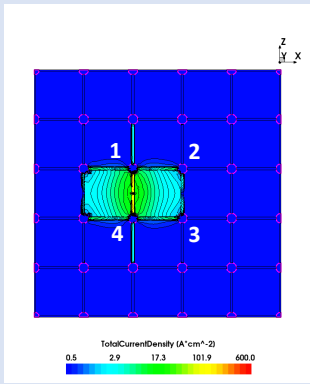 Z
Y X
1 2
4 3
TotalCurrentDensity (A*cm^-2)
0.5 2.9 17.3 101.9 600.0